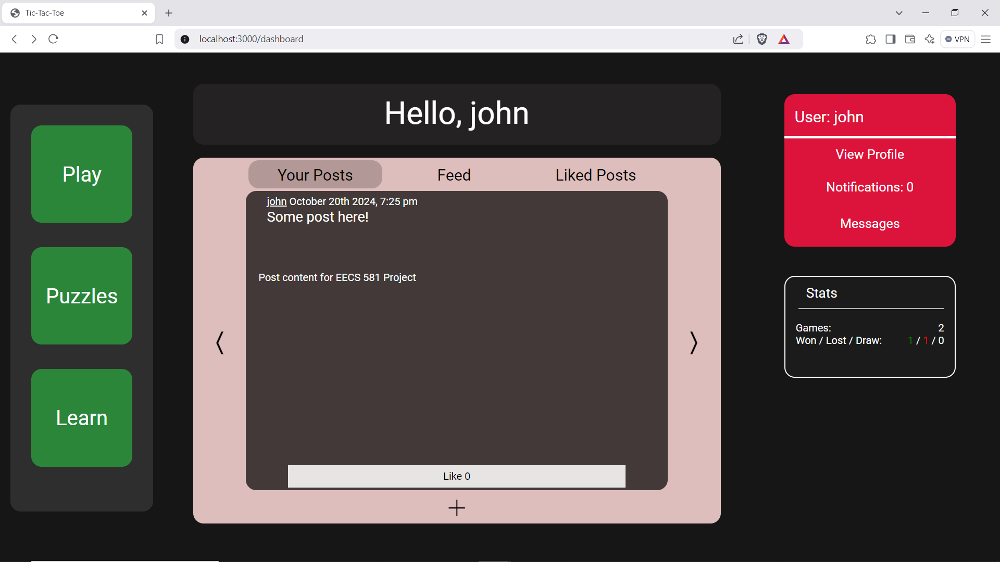 Tic-Tac-Toe
localhost:3000/dashboard
VPN
Hello, john
Play
Puzzles
Learn
Your Posts
Feed
Liked Posts
john October 20th 2024, 7:25 pm
Some post here!
Post content for EECS 581 Project
Like 0
User: john
View Profile
Notifications: 0
Messages
Stats
Games: 2
Won / Lost / Draw: 1 / 1 / 0